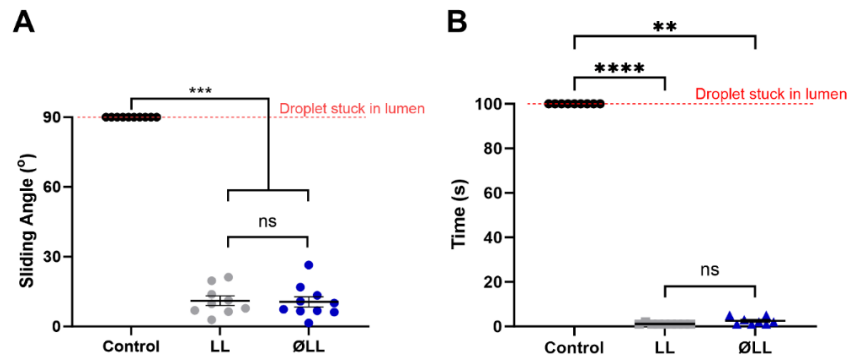 A
***
Droplet stuck in lumen
90
60
30
0
Sliding Angle (º)
ns
Control LL ØLL
B
**
****
Droplet stuck in lumen
100
80
60
40
20
0
Time (s)
ns
Control LL ØLL